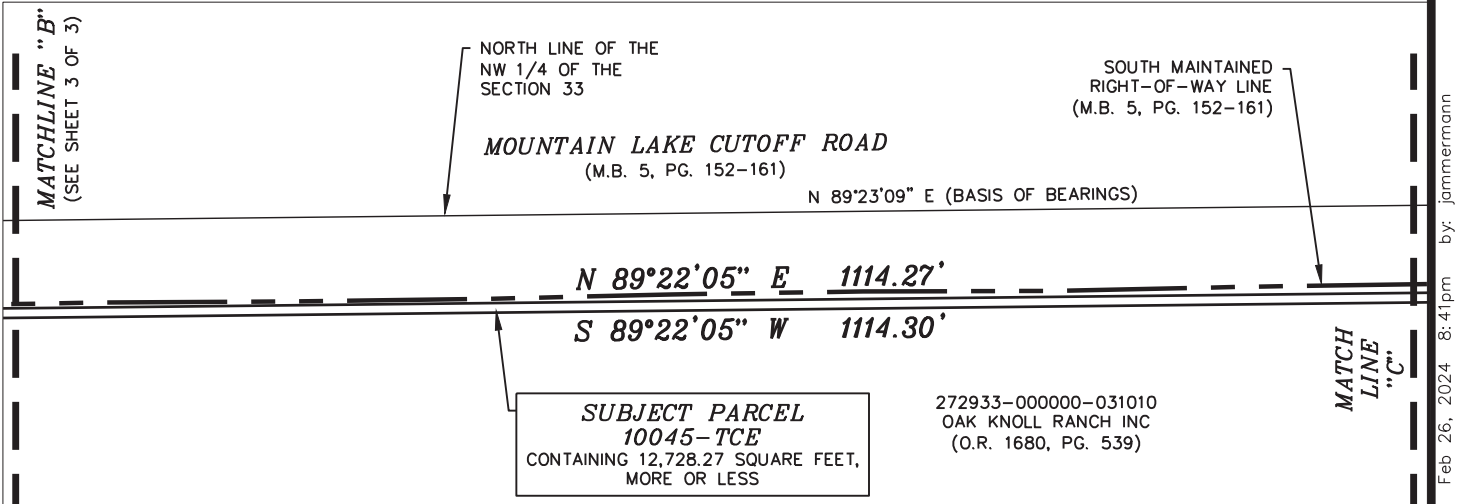 MATCHLINE "B"
(SEE SHEET 3 OF 3)
NORTH LINE OF THE
NW 1/4 OF THE
SECTION 33
SOUTH MAINTAINED
RIGHT-OF-WAY LINE
(M.B. 5, PG. 152-161)
MOUNTAIN LAKE CUTOFF ROAD
(M.B. 5, PG. 152-161)
N 89°23'09" E (BASIS OF BEARINGS)
N 89°22'05" E 1114.27'
S 89°22'05" W 1114.30'
SUBJECT PARCEL
10045-TCE
CONTAINING 12,728.27 SQUARE FEET,
MORE OR LESS
272933-000000-031010
OAK KNOLL RANCH INC
(O.R. 1680, PG. 539)
MATCH
LINE
"C"
Feb 26, 2024 8:41pm by: jammermann